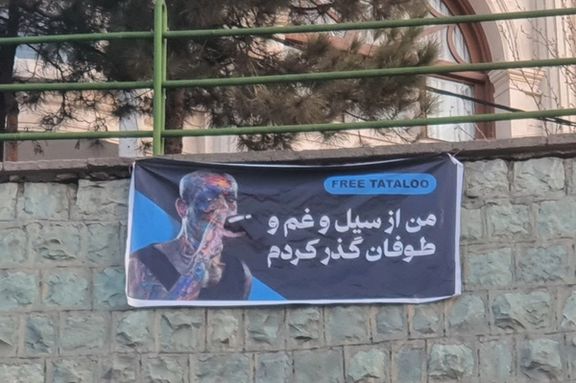 FREE TATALOO
من از سیل و غم و
طوفان گذر کردم